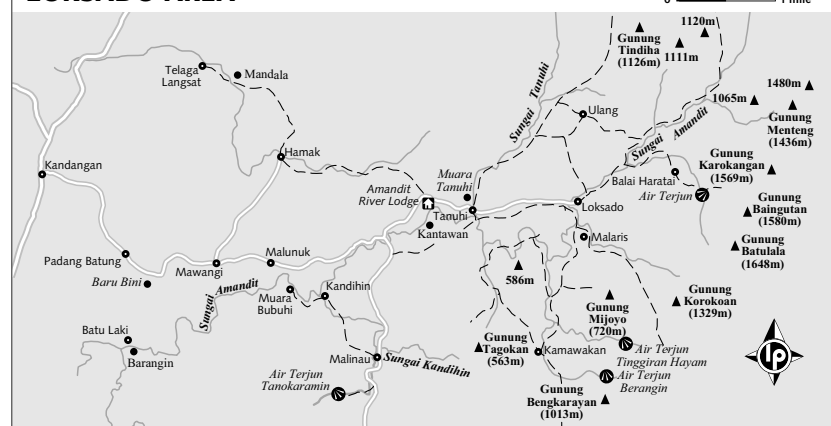 LOKSADO AREA
0 1 mile
1120m
Gunung
Tindiha
(1126m)
1111m
Telaga
Langsat
Mandala
1480m
1065m
Sungai Tanuhi
Ulang
Sungai Amandit
Gunung
Menteng
(1436m)
Hamak
Kandangan
Gunung
Karokangan
(1569m)
Muara
Tanuhi
Balai Haratai
Air Terjun
Amandit
River Lodge
Tanuhi
Loksado
Gunung
Baingutan
(1580m)
Kantawan
Malaris
Gunung
Batulala
(1648m)
Padang Batung
Mawangi
Malunuk
Baru Bini
Sungai Amandit
Muara
Bubuhi
Kandihin
586m
Gunung
Mijoyo
(720m)
Gunung
Korokoan
(1329m)
Batu Laki
Barangin
Malinau
Sungai Kandihin
Gunung
Tagokan
(563m)
Kamawakan
Air Terjun
Tinggiran Hayam
Air Terjun
Berangin
Air Terjun
Tanokaramin
Gunung
Bengkarayan
(1013m)
lp